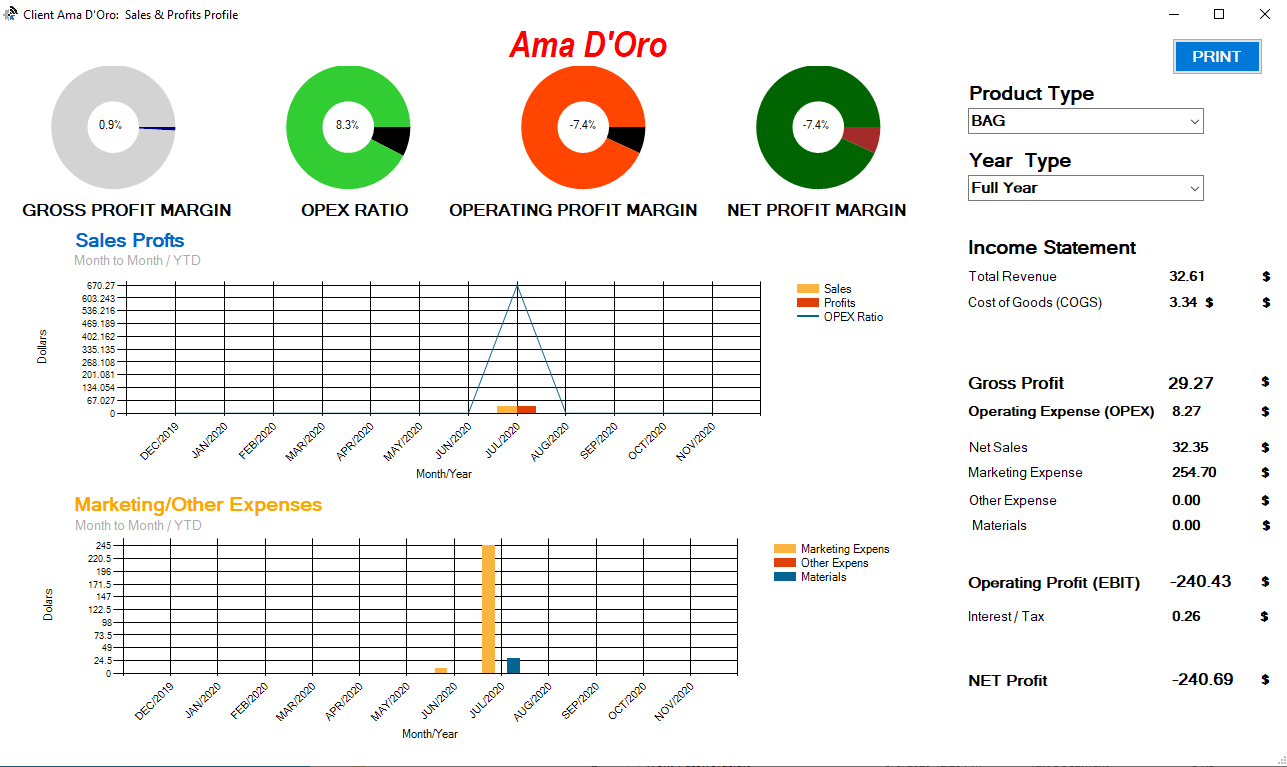 Client Ama D'Oro:  Sales & Profits Profile
Ama D'Oro
PRINT
0.9%
8.3%
-7.4%
-7.4%
GROSS PROFIT MARGIN
OPEX RATIO
OPERATING PROFIT MARGIN
NET PROFIT MARGIN
Product Type
BAG
Year Type
Full Year
Sales Profts
Month to Month / YTD
670.27
603.243
536.216
469.189
402.162
335.135
268.108
201.081
134.054
67.027
0
Dollars
DEC/2019
JAN/2020
FEB/2020
MAR/2020
APR/2020
MAY/2020
JUN/2020
JUL/2020
AUG/2020
SEP/2020
OCT/2020
NOV/2020
Month/Year
Sales
Profits
OPEX Ratio
Marketing/Other Expenses
Month to Month / YTD
245
220.5
196
171.5
147
122.5
98
73.5
49
24.5
0
Dolars
DEC/2019
JAN/2020
FEB/2020
MAR/2020
APR/2020
MAY/2020
JUN/2020
JUL/2020
AUG/2020
SEP/2020
OCT/2020
NOV/2020
Month/Year
Marketing Expens
Other Expens
Materials
Income Statement
Total Revenue 32.61 $
Cost of Goods (COGS) 3.34 $ $
Gross Profit 29.27 $
Operating Expense (OPEX) 8.27 $
Net Sales 32.35 $
Marketing Expense 254.70 $
Other Expense 0.00 $
Materials 0.00 $
Operating Profit (EBIT) -240.43 $
Interest / Tax 0.26 $
NET Profit -240.69 $